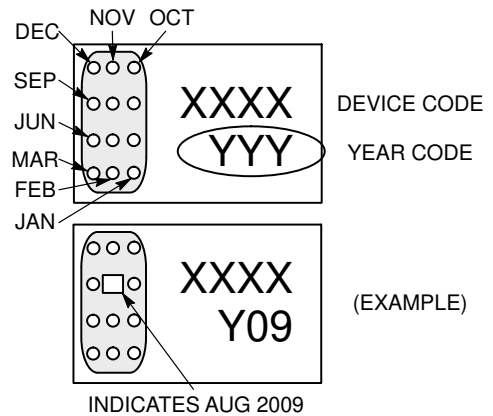 DEC NOV OCT
SEP
JUN
MAR
FEB
JAN
XXXX DEVICE CODE
YYY YEAR CODE
XXXX
Y09
(EXAMPLE)
INDICATES AUG 2009